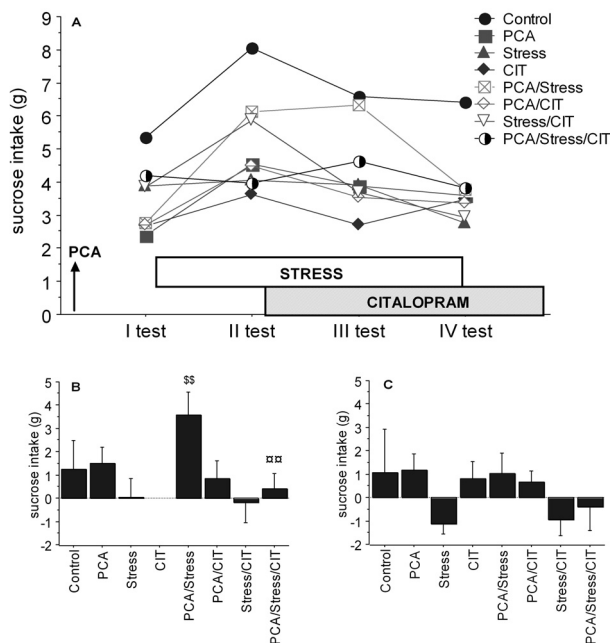 A
9
8
7
6
5
4
3
2
1
0
sucrose intake (g)
Control
PCA
Stress
CIT
PCA/Stress
PCA/CIT
Stress/CIT
PCA/Stress/CIT
PCA
STRESS
CITALOPRAM
I test II test III test IV test
B
5
4
3
2
1
0
-1
-2
sucrose intake (g)
$$
¤¤
Control PCA Stress CIT PCA/Stress PCA/CIT Stress/CIT PCA/Stress/CIT
C
5
4
3
2
1
0
-1
-2
sucrose intake (g)
Control PCA Stress CIT PCA/Stress PCA/CIT Stress/CIT PCA/Stress/CIT